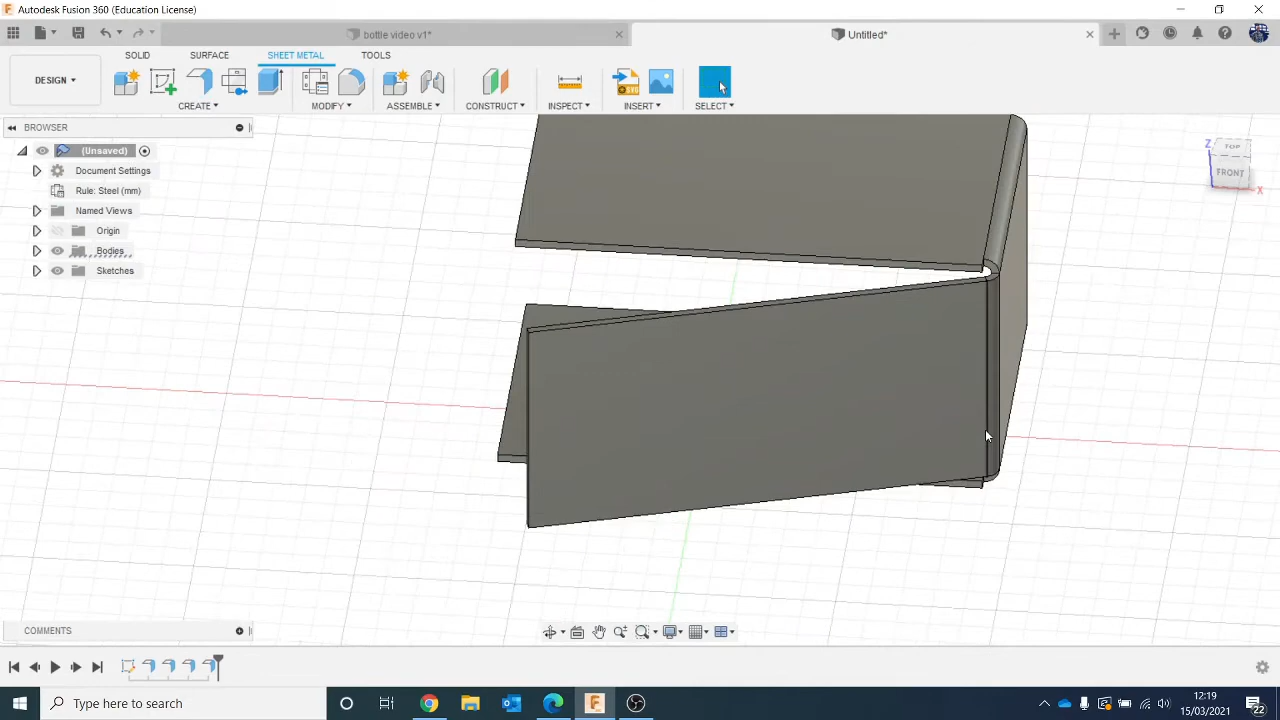 Autodesk Fusion 360 (Education License)
bottle video v1*
Untitled*
DESIGN
SOLID
SURFACE
SHEET METAL
TOOLS
CREATE
MODIFY
ASSEMBLE
CONSTRUCT
INSPECT
INSERT
SELECT
BROWSER
(Unsaved)
Document Settings
Rule: Steel (mm)
Named Views
Origin
Bodies
Sketches
Z
TOP
FRONT
X
COMMENTS
Type here to search
12:19
15/03/2021
22